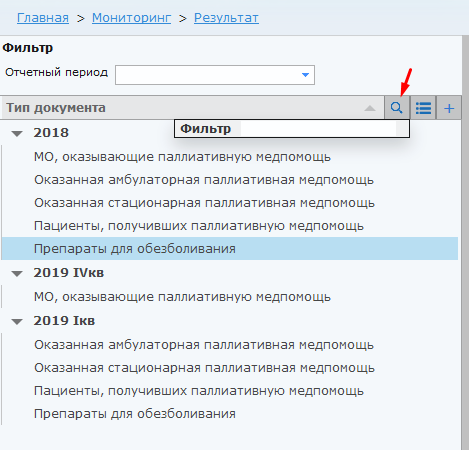 Главная > Мониторинг > Результат
Фильтр
Отчетный период
Тип документа
Фильтр
2018
МО, оказывающие паллиативную медпомощь
Оказанная амбулаторная паллиативная медпомощь
Оказанная стационарная паллиативная медпомощь
Пациенты, получивших паллиативную медпомощь
Препараты для обезболивания
2019 IVкв
МО, оказывающие паллиативную медпомощь
2019 Iкв
Оказанная амбулаторная паллиативная медпомощь
Оказанная стационарная паллиативная медпомощь
Пациенты, получивших паллиативную медпомощь
Препараты для обезболивания